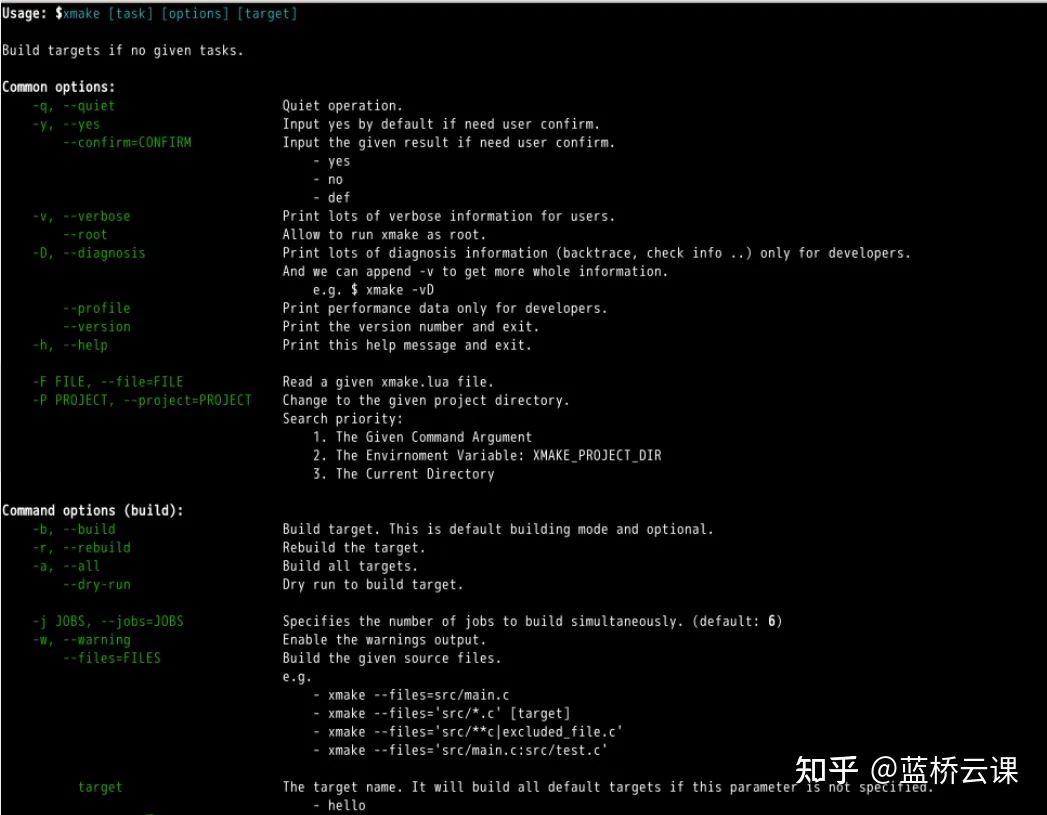 Usage: $xmake [task] [options] [target]
Build targets if no given tasks.
Common options:
-q, --quiet Quiet operation.
-y, --yes Input yes by default if need user confirm.
--confirm=CONFIRM Input the given result if need user confirm.
- yes
- no
- def
-v, --verbose Print lots of verbose information for users.
--root Allow to run xmake as root.
-D, --diagnosis Print lots of diagnosis information (backtrace, check info ..) only for developers.
And we can append -v to get more whole information.
e.g. $ xmake -vD
--profile Print performance data only for developers.
--version Print the version number and exit.
-h, --help Print this help message and exit.
-F FILE, --file=FILE Read a given xmake.lua file.
-P PROJECT, --project=PROJECT Change to the given project directory.
Search priority:
1. The Given Command Argument
2. The Envirnoment Variable: XMAKE_PROJECT_DIR
3. The Current Directory
Command options (build):
-b, --build Build target. This is default building mode and optional.
-r, --rebuild Rebuild the target.
-a, --all Build all targets.
--dry-run Dry run to build target.
-j JOBS, --jobs=JOBS Specifies the number of jobs to build simultaneously. (default: 6)
-w, --warning Enable the warnings output.
--files=FILES Build the given source files.
e.g.
- xmake --files=src/main.c
- xmake --files='src/*.c' [target]
- xmake --files='src/**c|excluded_file.c'
- xmake --files='src/main.c:src/test.c'
知乎 @蓝桥云课
target The target name. It will build all default targets if this parameter is not specified.
- hello